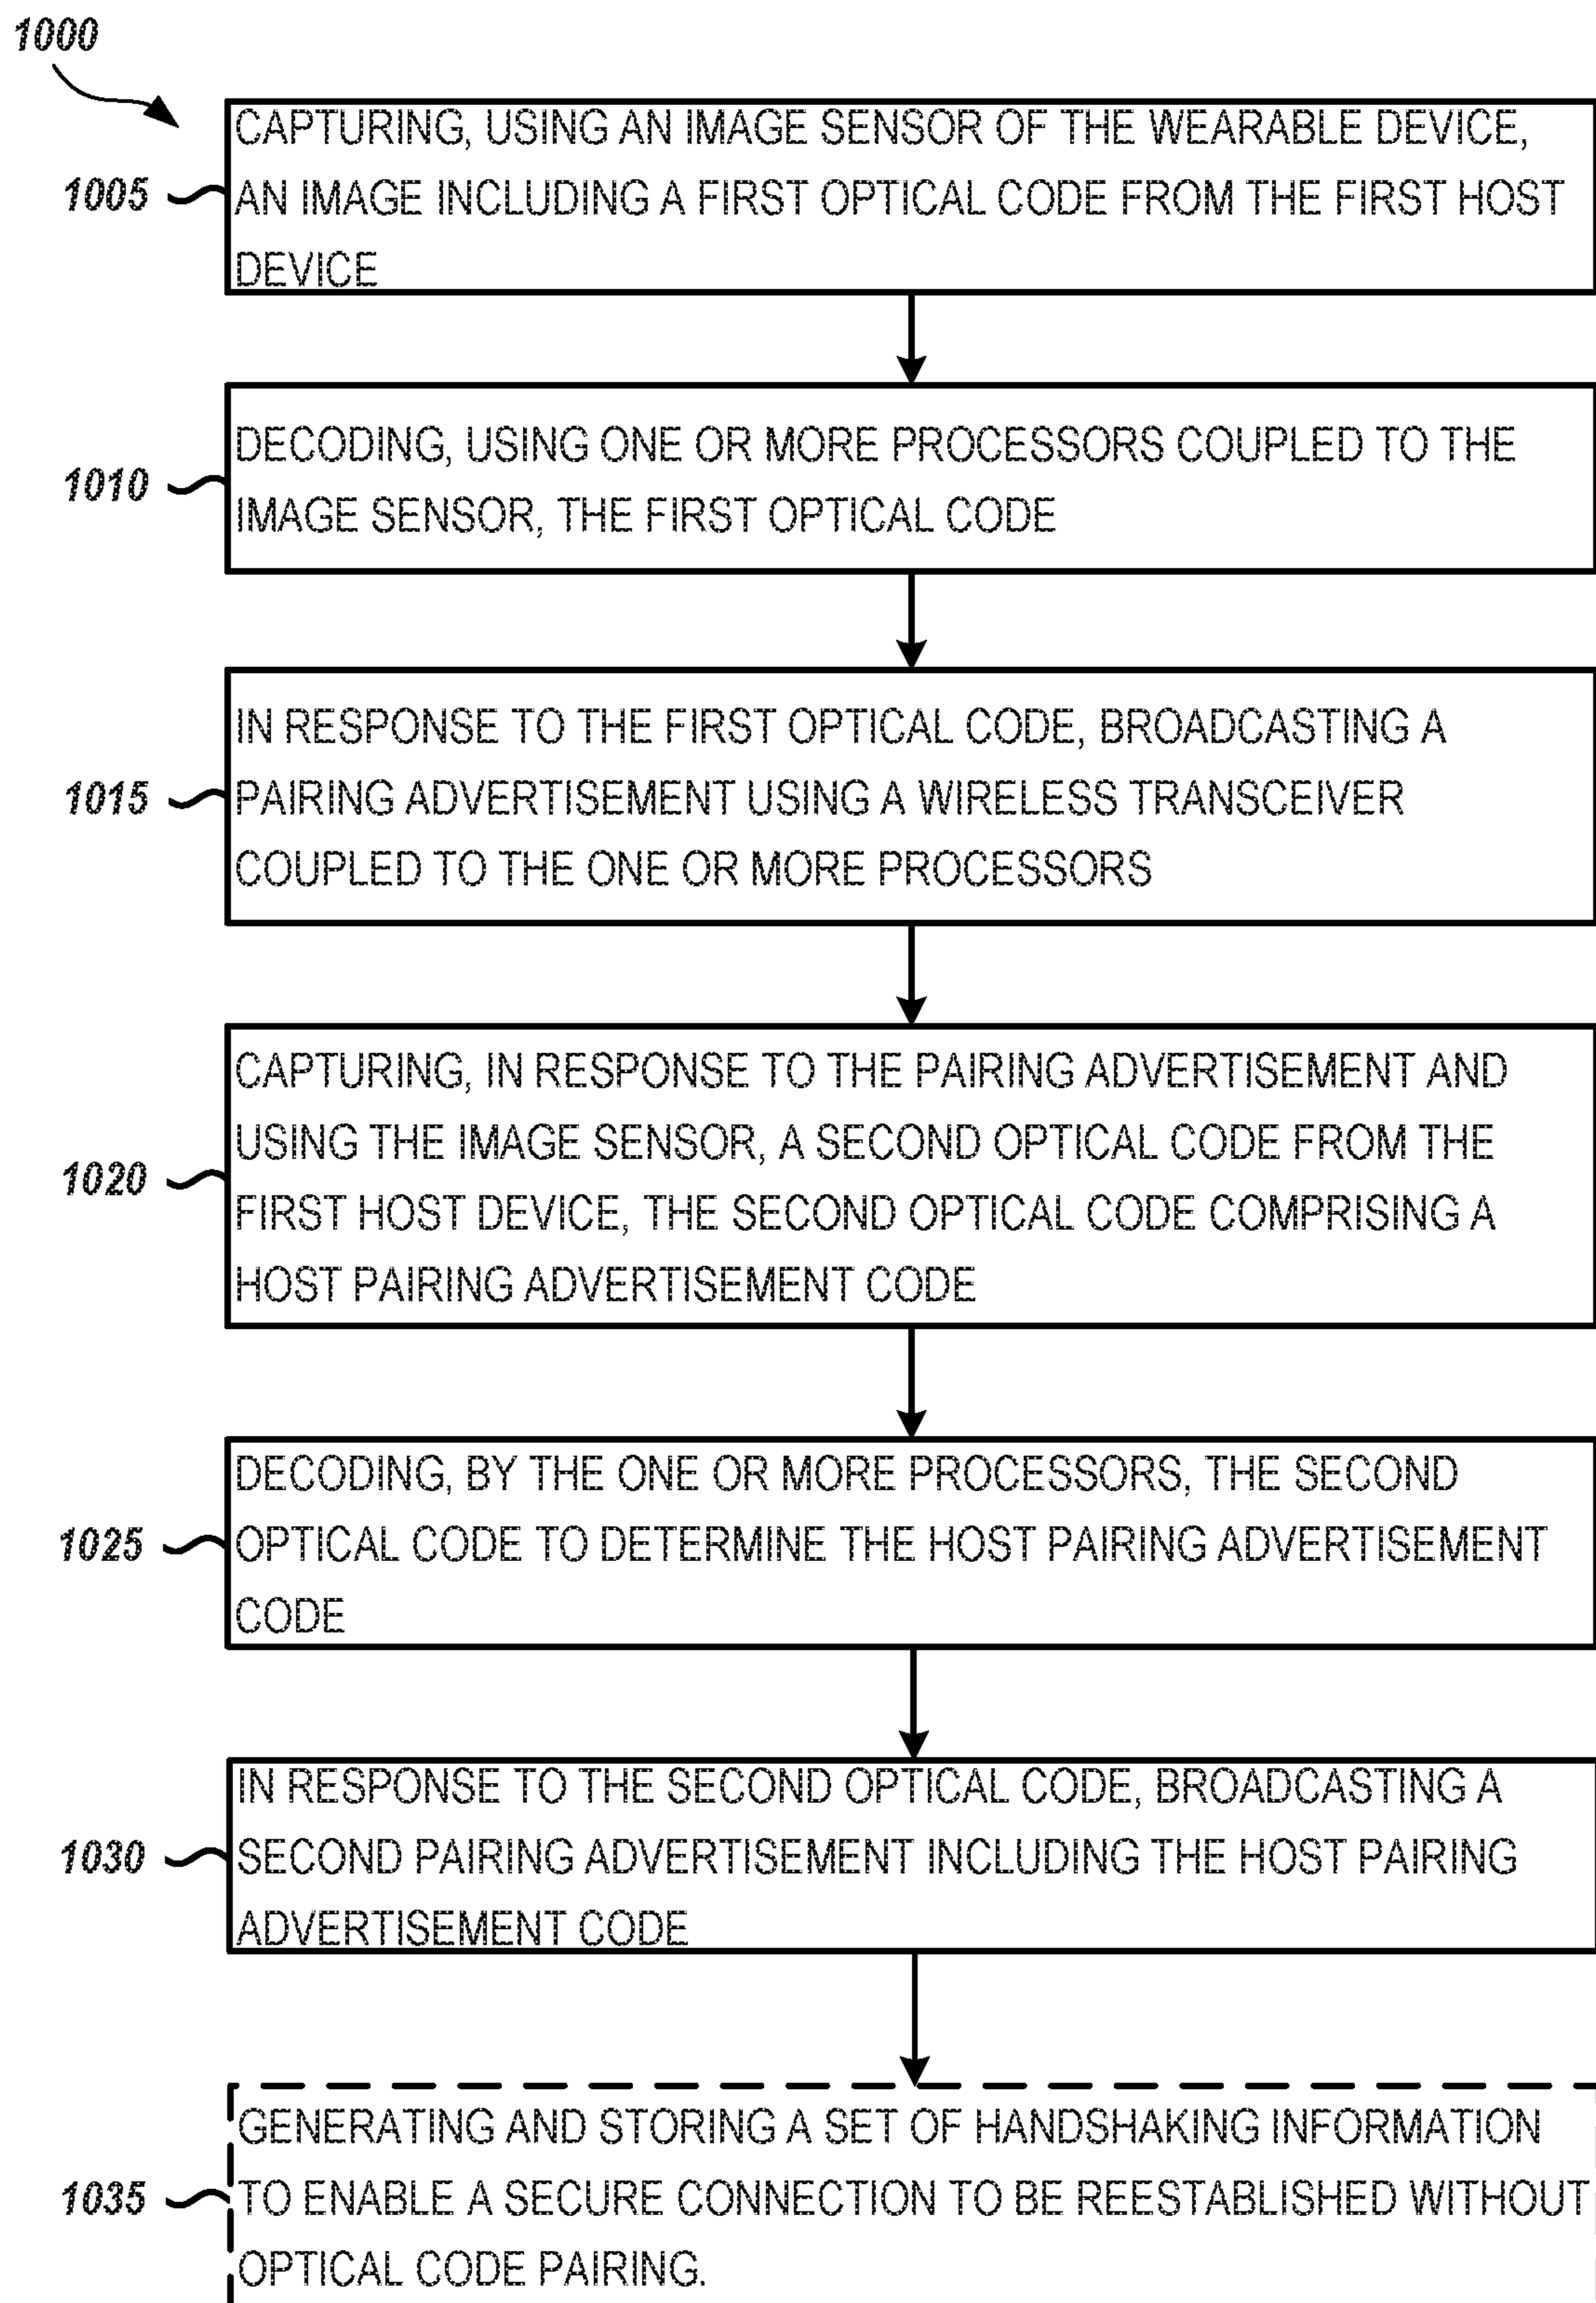 1000
CAPTURING, USING AN IMAGE SENSOR OF THE WEARABLE DEVICE,
1005 AN IMAGE INCLUDING A FIRST OPTICAL CODE FROM THE FIRST HOST
DEVICE
DECODING, USING ONE OR MORE PROCESSORS COUPLED TO THE
1010
IMAGE SENSOR, THE FIRST OPTICAL CODE
IN RESPONSE TO THE FIRST OPTICAL CODE, BROADCASTING A
1015 PAIRING ADVERTISEMENT USING A WIRELESS TRANSCEIVER
COUPLED TO THE ONE OR MORE PROCESSORS
CAPTURING, IN RESPONSE TO THE PAIRING ADVERTISEMENT AND
USING THE IMAGE SENSOR, A SECOND OPTICAL CODE FROM THE
1020
FIRST HOST DEVICE, THE SECOND OPTICAL CODE COMPRISING A
HOST PAIRING ADVERTISEMENT CODE
DECODING, BY THE ONE OR MORE PROCESSORS, THE SECOND
1025 OPTICAL CODE TO DETERMINE THE HOST PAIRING ADVERTISEMENT
CODE
IN RESPONSE TO THE SECOND OPTICAL CODE, BROADCASTING A
1030 SECOND PAIRING ADVERTISEMENT INCLUDING THE HOST PAIRING
ADVERTISEMENT CODE
GENERATING AND STORING A SET OF HANDSHAKING INFORMATION
1035 TO ENABLE A SECURE CONNECTION TO BE REESTABLISHED WITHOUT
OPTICAL CODE PAIRING.